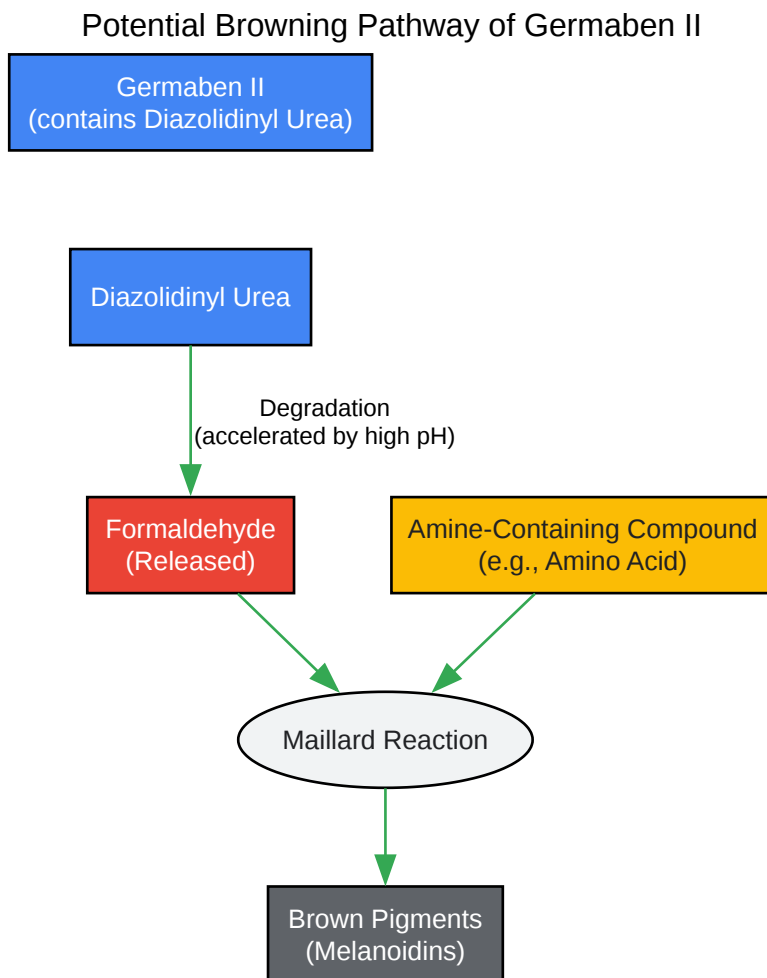 Potential Browning Pathway of Germaben II
Germaben II
(contains Diazolidinyl Urea)
Diazolidinyl Urea
Degradation
(accelerated by high pH)
Formaldehyde
(Released)
Amine-Containing Compound
(e.g., Amino Acid)
Maillard Reaction
Brown Pigments
(Melanoidins)